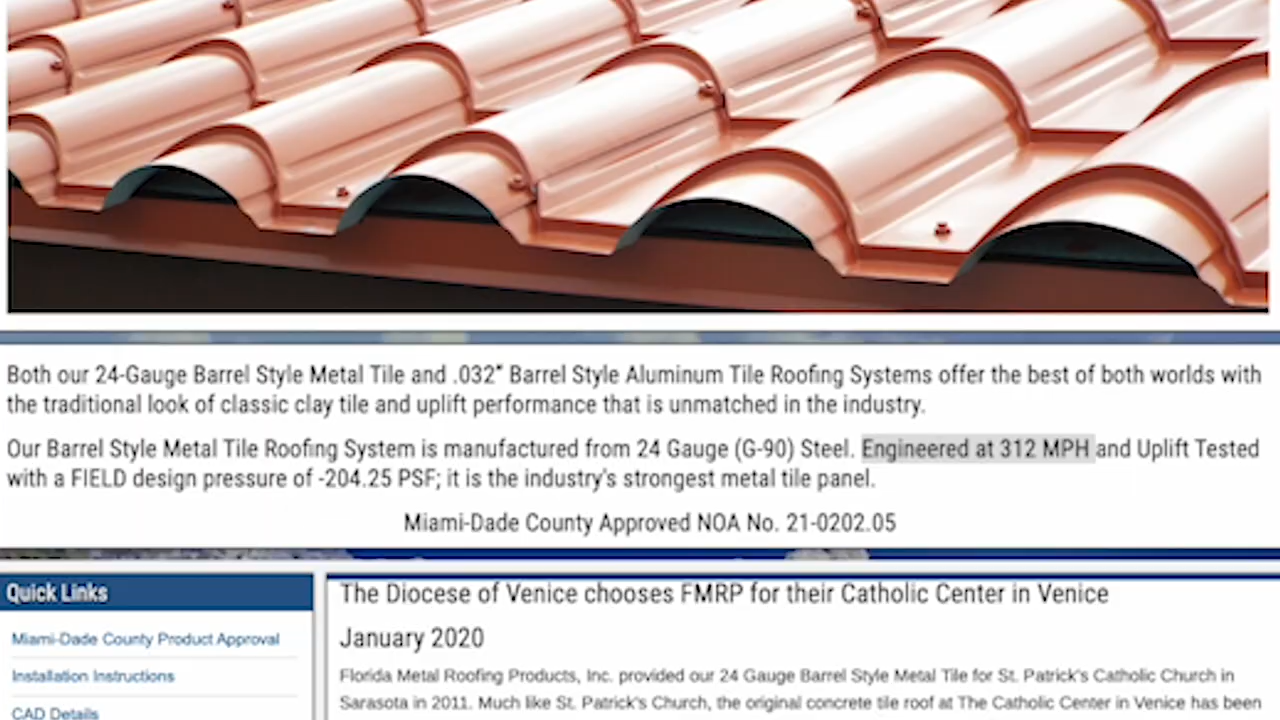 Both our 24-Gauge Barrel Style Metal Tile and .032" Barrel Style Aluminum Tile Roofing Systems offer the best of both worlds with
the traditional look of classic clay tile and uplift performance that is unmatched in the industry.
Our Barrel Style Metal Tile Roofing System is manufactured from 24 Gauge (G-90) Steel. Engineered at 312 MPH and Uplift Tested
with a FIELD design pressure of -204.25 PSF; it is the industry's strongest metal tile panel.
Miami-Dade County Approved NOA No. 21-0202.05
Quick Links
Miami-Dade County Product Approval
Installation Instructions
CAD Details
The Diocese of Venice chooses FMRP for their Catholic Center in Venice
January 2020
Florida Metal Roofing Products, Inc. provided our 24 Gauge Barrel Style Metal Tile for St. Patrick's Catholic Church in
Sarasota in 2011. Much like St. Patrick's Church, the original concrete tile roof at The Catholic Center in Venice has been